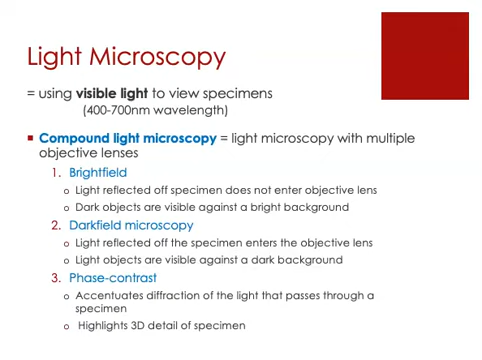 Light Microscopy
= using visible light to view specimens
(400-700nm wavelength)
▪ Compound light microscopy = light microscopy with multiple
objective lenses
1. Brightfield
o Light reflected off specimen does not enter objective lens
o Dark objects are visible against a bright background
2. Darkfield microscopy
o Light reflected off the specimen enters the objective lens
o Light objects are visible against a dark background
3. Phase-contrast
o Accentuates diffraction of the light that passes through a
specimen
o Highlights 3D detail of specimen